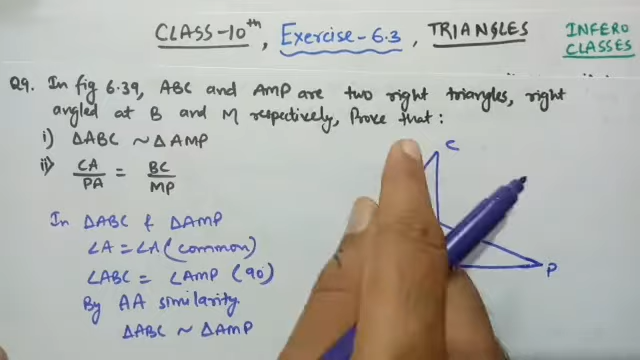 CLASS-10th, Exercise-6.3, TRIANGLES
INFERO
CLASSES
Q9. In fig 6.39, ABC and AMP are two right triangles, right
angled at B and M respectively, Prove that:
i) ΔABC ~ ΔAMP
ii) CA/PA = BC/MP
C
In ΔABC & ΔAMP
∠A = ∠A (common)
∠ABC = ∠AMP (90)
P
By AA similarity
ΔABC ~ ΔAMP